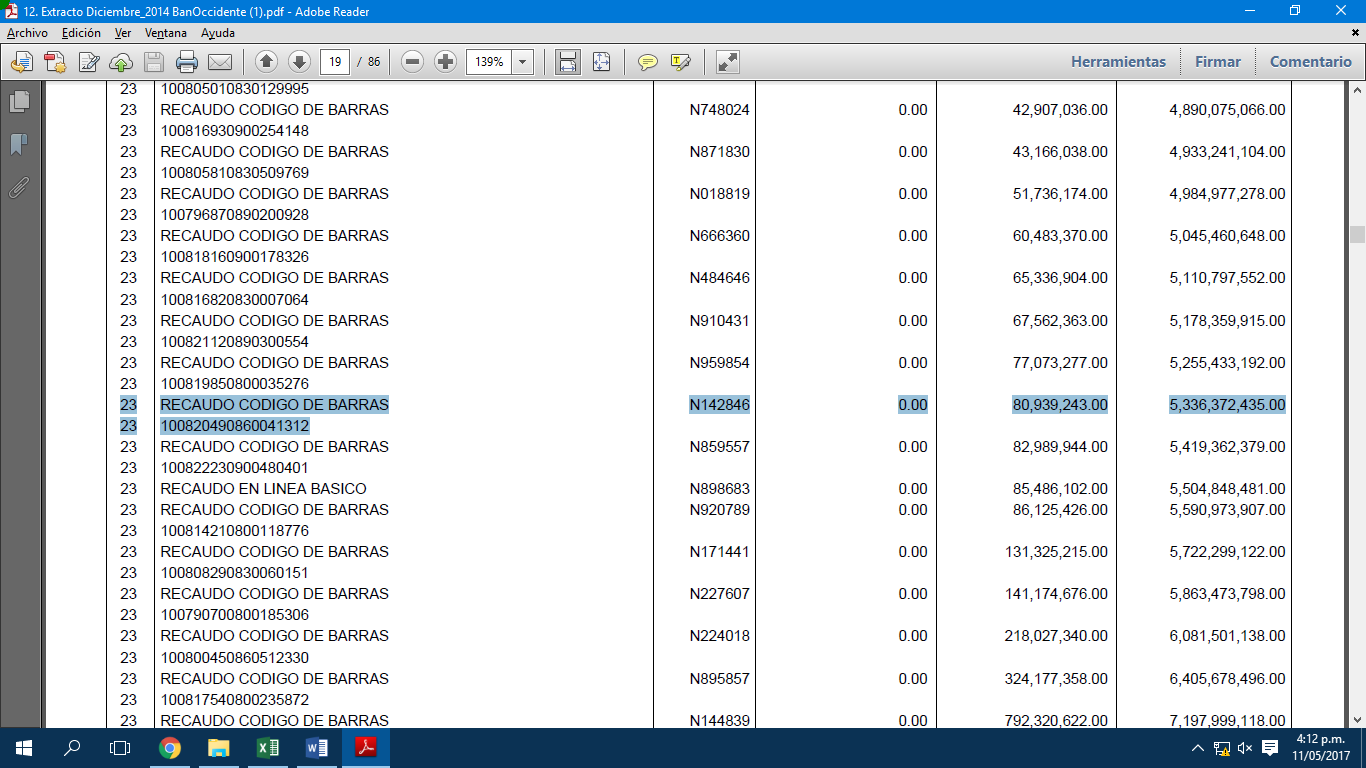 12. Extracto Diciembre_2014 BanOccidente (1).pdf - Adobe Reader
Archivo Edición Ver Ventana Ayuda
19 / 86 139% Herramientas Firmar Comentario
23 100805010830129995
23 RECAUDO CODIGO DE BARRAS N748024 0.00 42,907,036.00 4,890,075,066.00
23 100816930900254148
23 RECAUDO CODIGO DE BARRAS N871830 0.00 43,166,038.00 4,933,241,104.00
23 100805810830509769
23 RECAUDO CODIGO DE BARRAS N018819 0.00 51,736,174.00 4,984,977,278.00
23 100796870890200928
23 RECAUDO CODIGO DE BARRAS N666360 0.00 60,483,370.00 5,045,460,648.00
23 100818160900178326
23 RECAUDO CODIGO DE BARRAS N484646 0.00 65,336,904.00 5,110,797,552.00
23 100816820830007064
23 RECAUDO CODIGO DE BARRAS N910431 0.00 67,562,363.00 5,178,359,915.00
23 100821120890300554
23 RECAUDO CODIGO DE BARRAS N959854 0.00 77,073,277.00 5,255,433,192.00
23 100819850800035276
23 RECAUDO CODIGO DE BARRAS N142846 0.00 80,939,243.00 5,336,372,435.00
23 100820490860041312
23 RECAUDO CODIGO DE BARRAS N859557 0.00 82,989,944.00 5,419,362,379.00
23 100822230900480401
23 RECAUDO EN LINEA BASICO N898683 0.00 85,486,102.00 5,504,848,481.00
23 RECAUDO CODIGO DE BARRAS N920789 0.00 86,125,426.00 5,590,973,907.00
23 100814210800118776
23 RECAUDO CODIGO DE BARRAS N171441 0.00 131,325,215.00 5,722,299,122.00
23 100808290830060151
23 RECAUDO CODIGO DE BARRAS N227607 0.00 141,174,676.00 5,863,473,798.00
23 100790700800185306
23 RECAUDO CODIGO DE BARRAS N224018 0.00 218,027,340.00 6,081,501,138.00
23 100800450860512330
23 RECAUDO CODIGO DE BARRAS N895857 0.00 324,177,358.00 6,405,678,496.00
23 100817540800235872
23 RECAUDO CODIGO DE BARRAS N144839 0.00 792,320,622.00 7,197,999,118.00
4:12 p.m.
11/05/2017